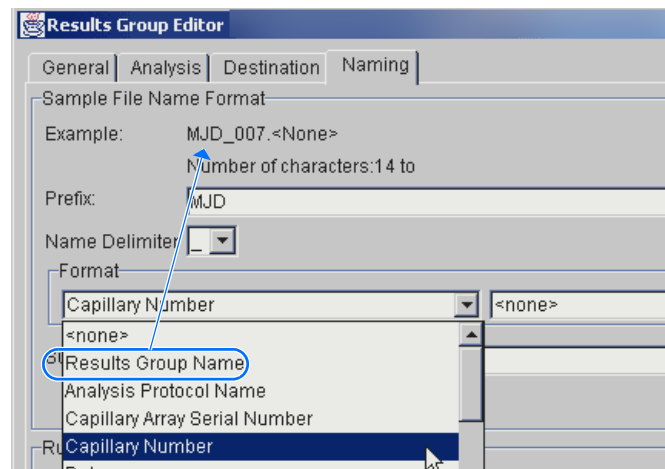 Results Group Editor
General Analysis Destination Naming
Sample File Name Format
Example: MJD_007.<None>
Number of characters:14 to
Prefix: MJD
Name Delimiter _
Format
Capillary Number <none>
<none>
Results Group Name
Analysis Protocol Name
Capillary Array Serial Number
Capillary Number